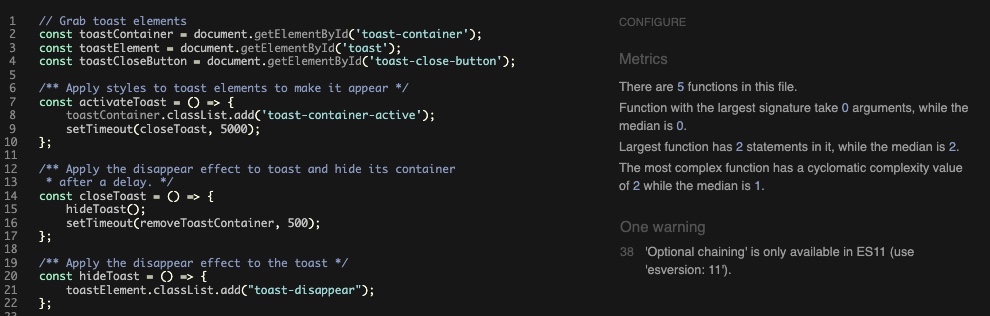 1 // Grab toast elements
2 const toastContainer = document.getElementById('toast-container');
3 const toastElement = document.getElementById('toast');
4 const toastCloseButton = document.getElementById('toast-close-button');
5
6 /** Apply styles to toast elements to make it appear */
7 const activateToast = () => {
8     toastContainer.classList.add('toast-container-active');
9     setTimeout(closeToast, 5000);
10 };
11
12 /** Apply the disappear effect to toast and hide its container
13  * after a delay. */
14 const closeToast = () => {
15     hideToast();
16     setTimeout(removeToastContainer, 500);
17 };
18
19 /** Apply the disappear effect to the toast */
20 const hideToast = () => {
21     toastElement.classList.add("toast-disappear");
22 };
CONFIGURE
Metrics
There are 5 functions in this file.
Function with the largest signature take 0 arguments, while the
median is 0.
Largest function has 2 statements in it, while the median is 2.
The most complex function has a cyclomatic complexity value
of 2 while the median is 1.
One warning
38 'Optional chaining' is only available in ES11 (use
'esversion: 11').